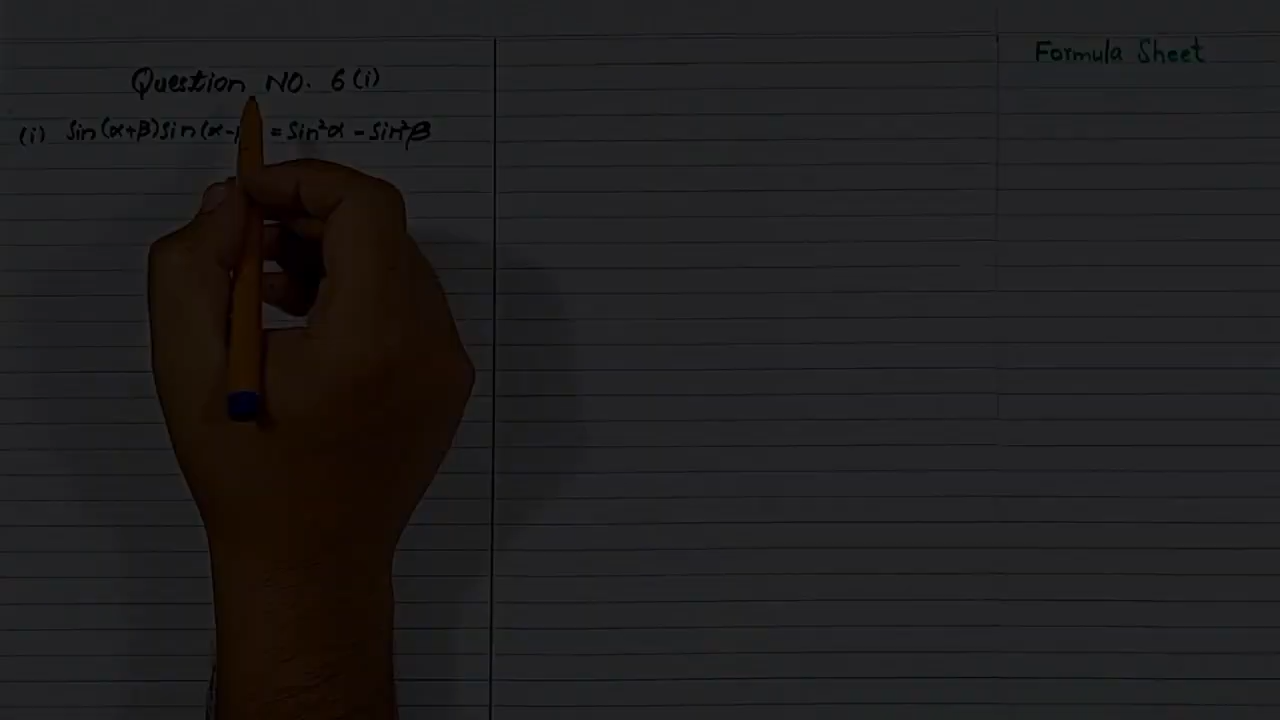 Formula Sheet
Question NO. 6 (i)
(i) Sin(α+β)Sin(α- = Sin²α - Sin²β